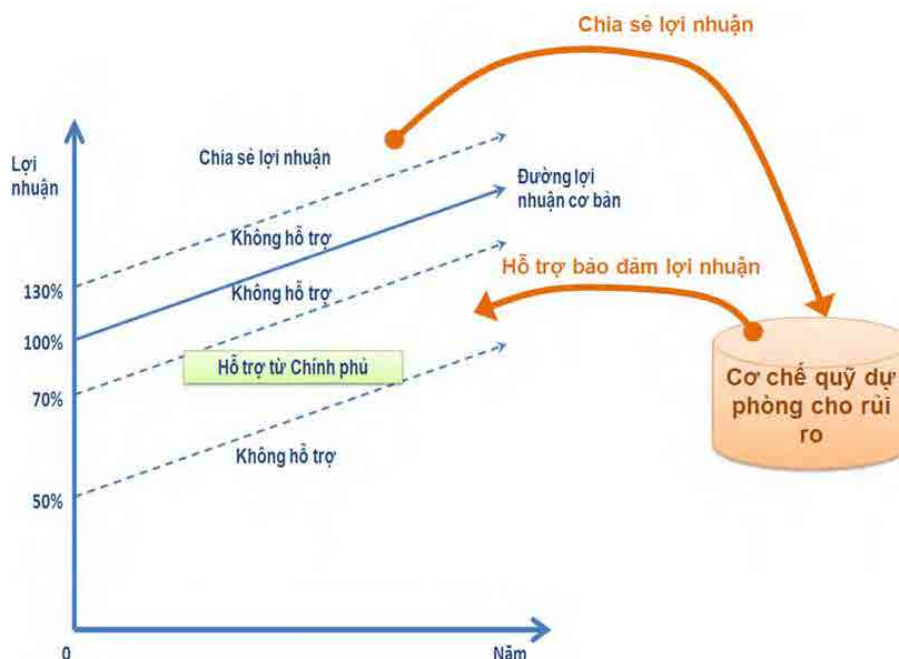 Chia sẻ lợi nhuận
Lợi
nhuận
Chia sẻ lợi nhuận
Đường lợi
nhuận cơ bản
Không hỗ trợ
Hỗ trợ bảo đảm lợi nhuận
130%
Không hỗ trợ
100%
Hỗ trợ từ Chính phủ
Cơ chế quỹ dự
phòng cho rủi
ro
70%
Không hỗ trợ
50%
0
Năm